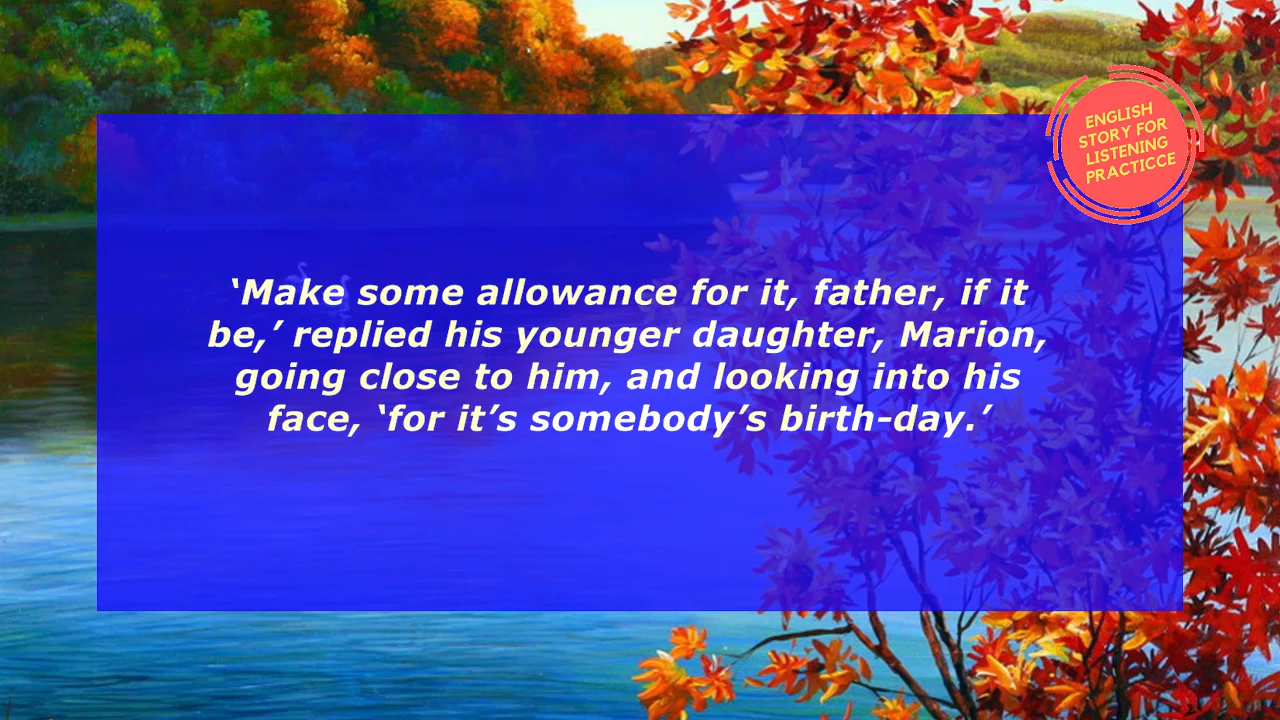 ENGLISH
STORY FOR
LISTENING
PRACTICCE
‘Make some allowance for it, father, if it
be,’ replied his younger daughter, Marion,
going close to him, and looking into his
face, ‘for it’s somebody’s birth-day.’